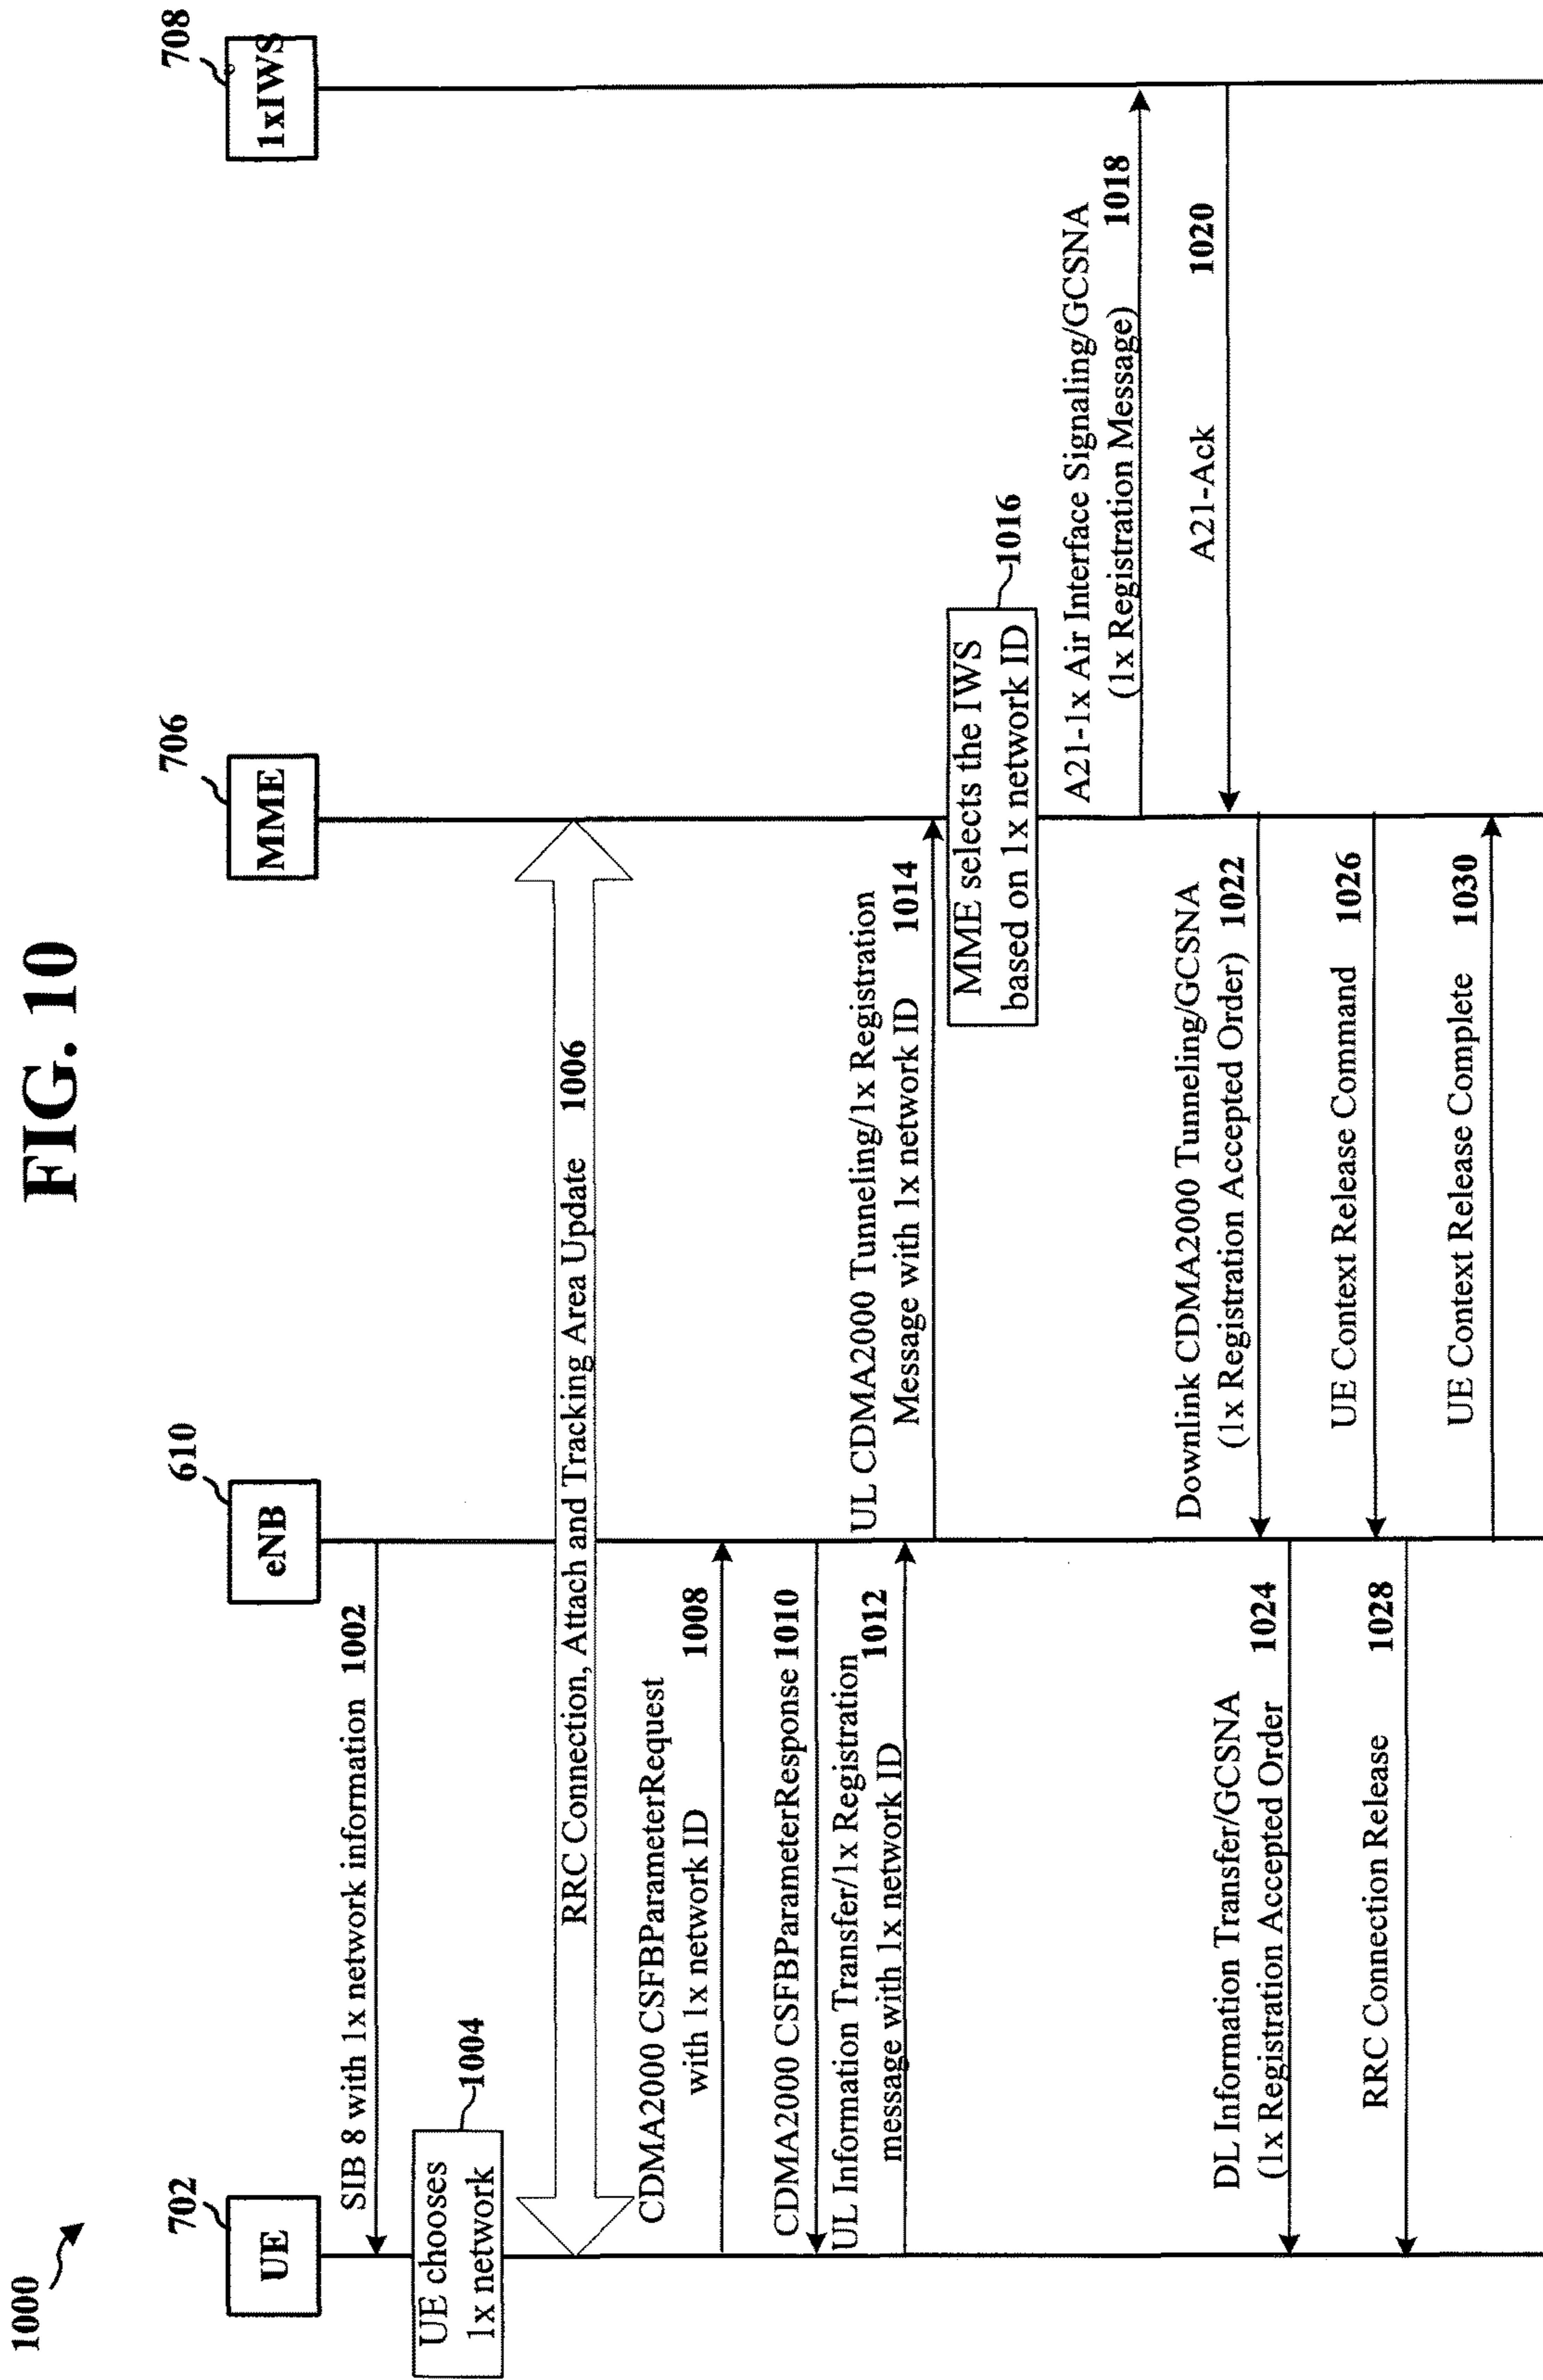 FIG. 10
1000
702
UE
610
eNB
706
MME
708
1xIWS
SIB 8 with 1x network information 1002
UE chooses
1x network
1004
RRC Connection, Attach and Tracking Area Update 1006
CDMA2000 CSFBParameterRequest
with 1x network ID 1008
CDMA2000 CSFBParameterResponse 1010
UL Information Transfer/1x Registration
message with 1x network ID 1012
UL CDMA2000 Tunneling/1x Registration
Message with 1x network ID 1014
MME selects the IWS
based on 1x network ID
1016
A21-1x Air Interface Signaling/GCSNA
(1x Registration Message) 1018
A21-Ack 1020
Downlink CDMA2000 Tunneling/GCSNA
(1x Registration Accepted Order) 1022
DL Information Transfer/GCSNA
(1x Registration Accepted Order 1024
UE Context Release Command 1026
RRC Connection Release 1028
UE Context Release Complete 1030